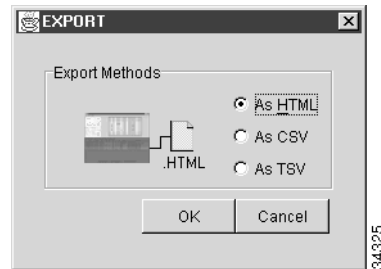 EXPORT
Export Methods
As HTML
As CSV
.HTML
As TSV
OK
Cancel
34325